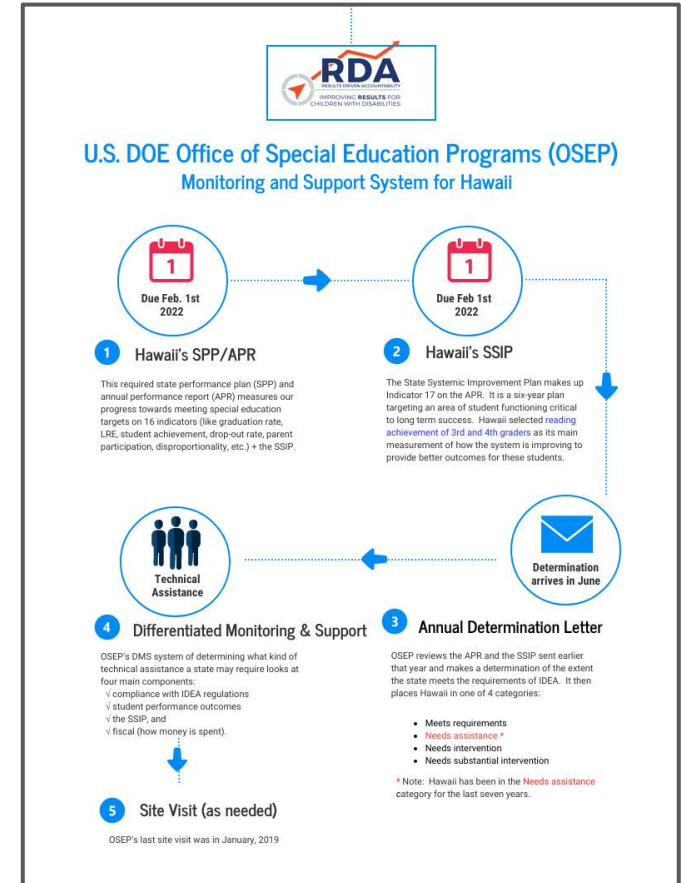 RDA
RESULTS DRIVEN ACCOUNTABILITY
IMPROVING RESULTS FOR
CHILDREN WITH DISABILITIES
U.S. DOE Office of Special Education Programs (OSEP)
Monitoring and Support System for Hawaii
1
Due Feb. 1st
2022
1
Due Feb 1st
2022
1 Hawaii's SPP/APR
This required state performance plan (SPP) and
annual performance report (APR) measures our
progress towards meeting special education
targets on 16 indicators (like graduation rate,
LRE, student achievement, drop-out rate, parent
participation, disproportionality, etc.) + the SSIP.
2 Hawaii's SSIP
The State Systemic Improvement Plan makes up
Indicator 17 on the APR. It is a six-year plan
targeting an area of student functioning critical
to long term success. Hawaii selected reading
achievement of 3rd and 4th graders as its main
measurement of how the system is improving to
provide better outcomes for these students.
Determination
arrives in June
3 Annual Determination Letter
OSEP reviews the APR and the SSIP sent earlier
that year and makes a determination of the extent
the state meets the requirements of IDEA. It then
places Hawaii in one of 4 categories:
• Meets requirements
• Needs assistance *
• Needs intervention
• Needs substantial intervention
* Note: Hawaii has been in the Needs assistance
category for the last seven years.
Technical
Assistance
4 Differentiated Monitoring & Support
OSEP's DMS system of determining what kind of
technical assistance a state may require looks at
four main components:
√ compliance with IDEA regulations
√ student performance outcomes
√ the SSIP, and
√ fiscal (how money is spent).
5 Site Visit (as needed)
OSEP's last site visit was in January, 2019